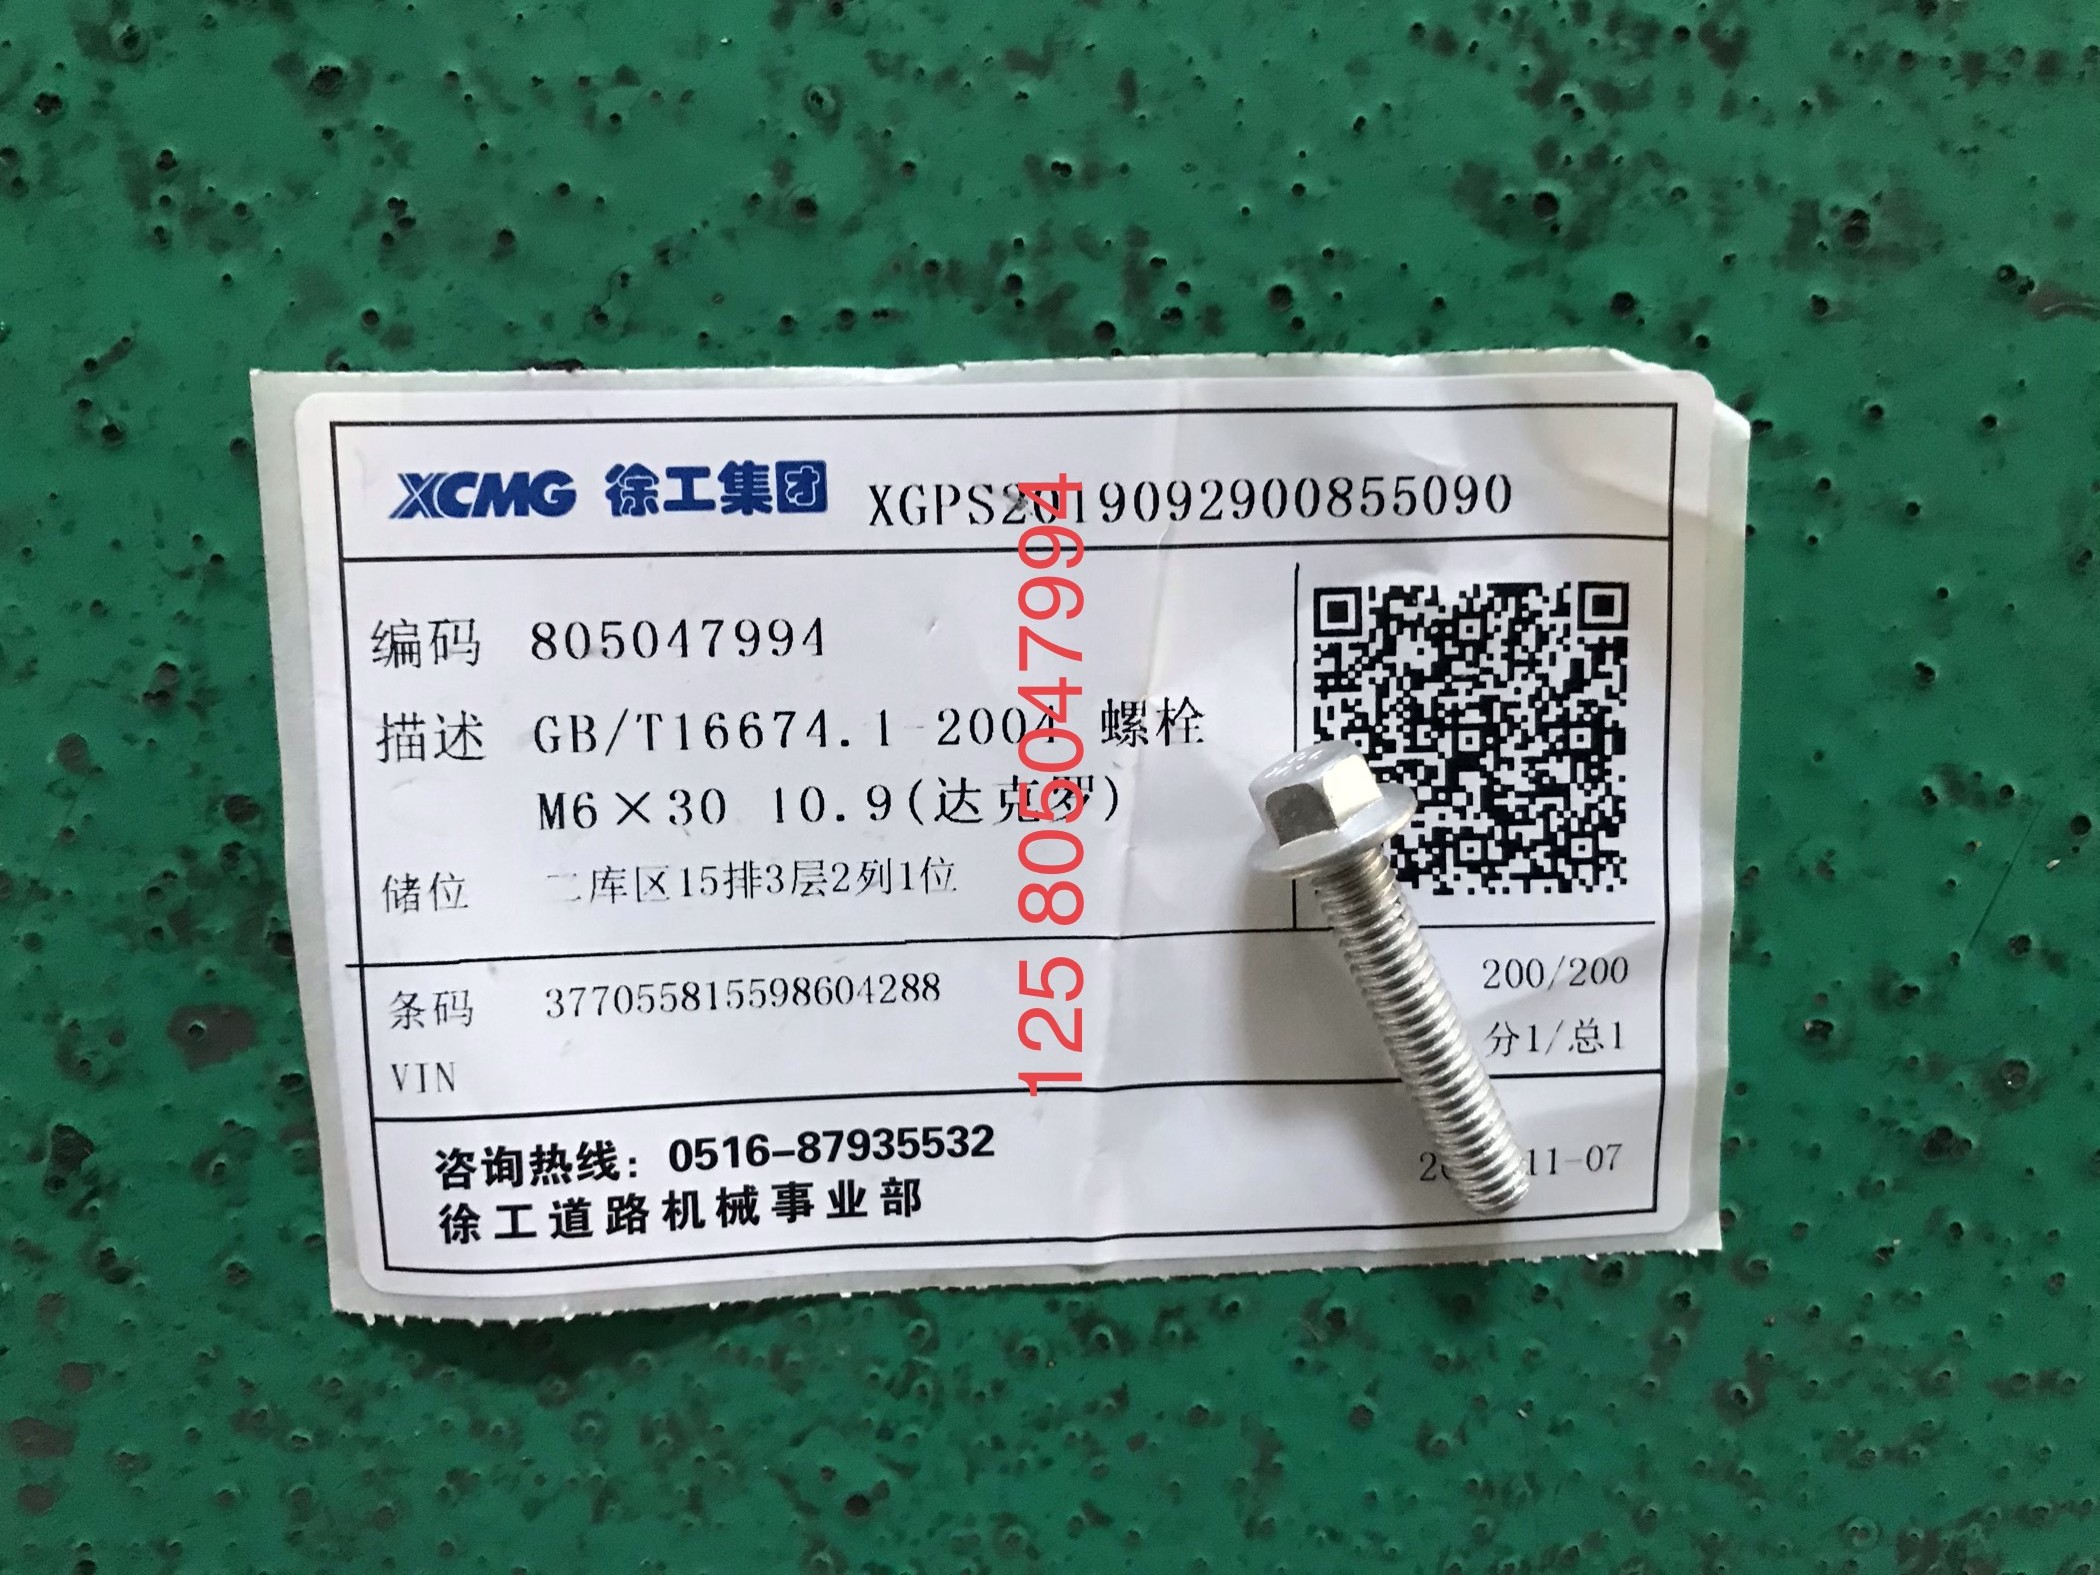 XCMG 徐工集团 XGPS2019092900855090
编码 805047994
描述 GB/T16674.1-2004 螺栓
M6×30 10.9(达克罗)
储位 二库区15排3层2列1位
条码 377055815598604288
200/200
VIN
分1/总1
咨询热线：0516-87935532
徐工道路机械事业部
11-07
125 805047994